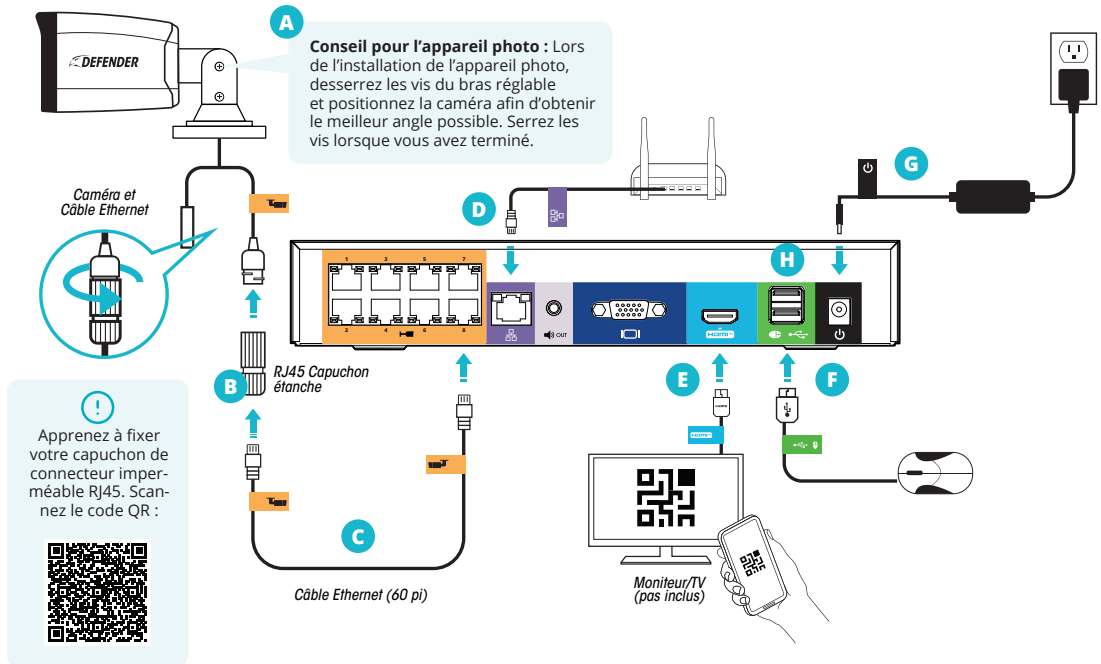 A
Conseil pour l'appareil photo : Lors
de l'installation de l'appareil photo,
desserrez les vis du bras réglable
et positionnez la caméra afin d'obtenir
le meilleur angle possible. Serrez les
vis lorsque vous avez terminé.
DEFENDER
Caméra et
Câble Ethernet
D
G
H
1 3 5 7
2 4 6 8
OUT
HDMI
B
RJ45 Capuchon
étanche
E
F
HDMI
HDMI
!
Apprenez à fixer
votre capuchon de
connecteur imper-
méable RJ45. Scan-
nez le code QR :
C
Câble Ethernet (60 pi)
Moniteur/TV
(pas inclus)